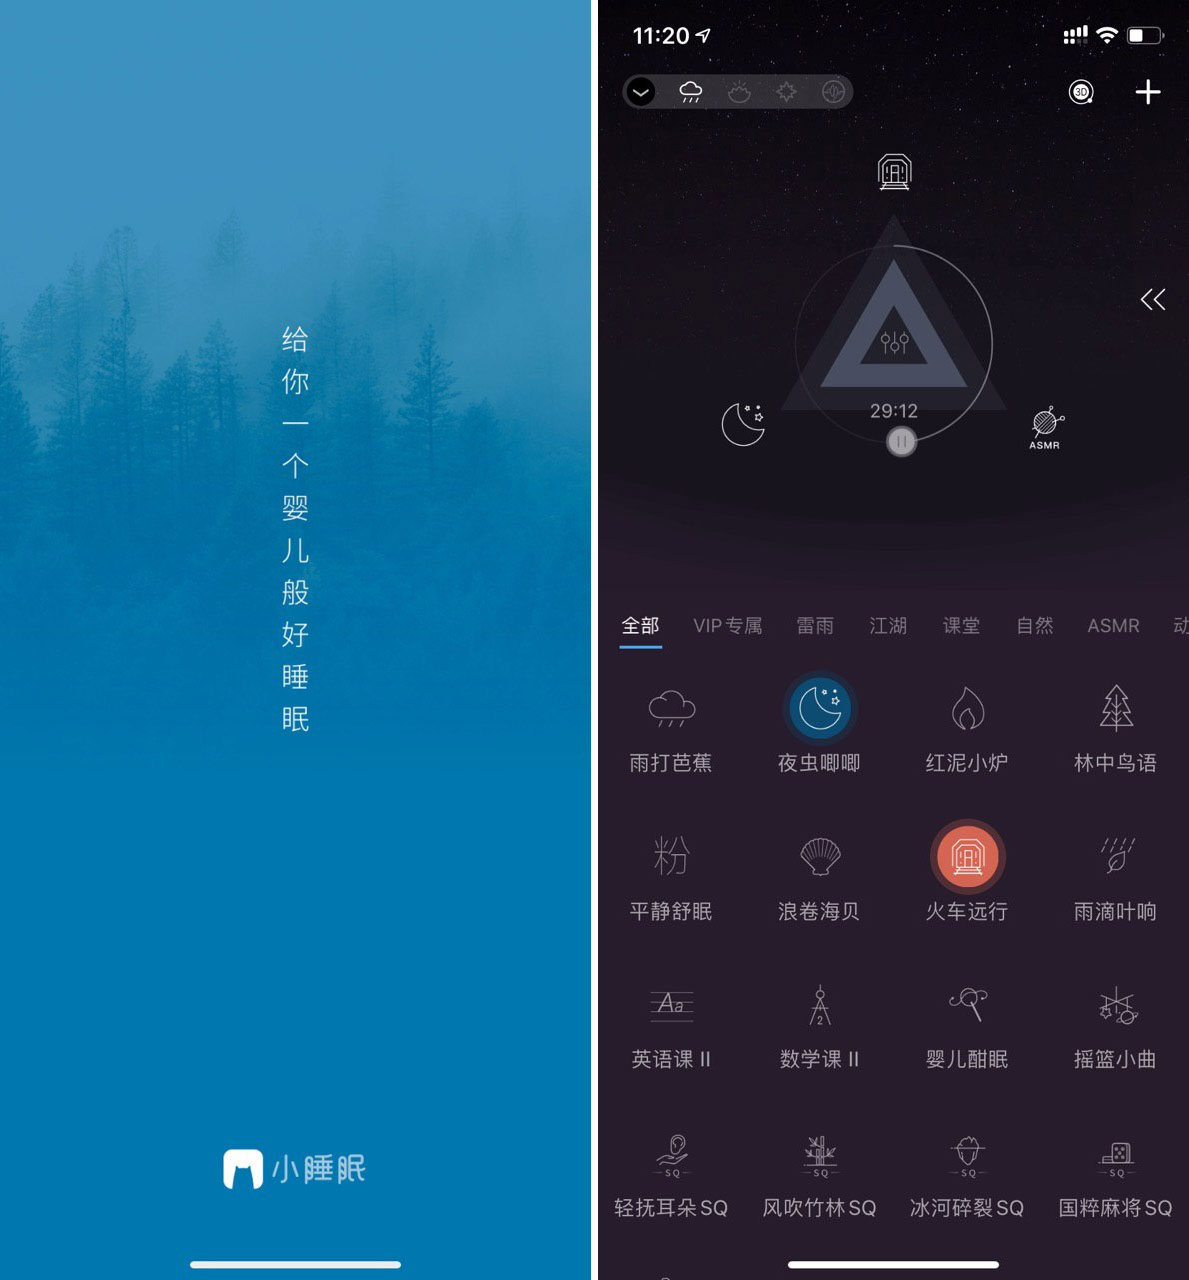 给你一个婴儿般好睡眠
小睡眠
11:20
3D
ASMR
29:12
全部 VIP专属 雷雨 江湖 课堂 自然 ASMR 动
雨打芭蕉 夜虫唧唧 红泥小炉 林中鸟语
粉
平静舒眠 浪卷海贝 火车远行 雨滴叶响
Aa 2
英语课 II 数学课 II 婴儿酣眠 摇篮小曲
SQ SQ SQ SQ
轻抚耳朵SQ 风吹竹林SQ 冰河碎裂SQ 国粹麻将SQ